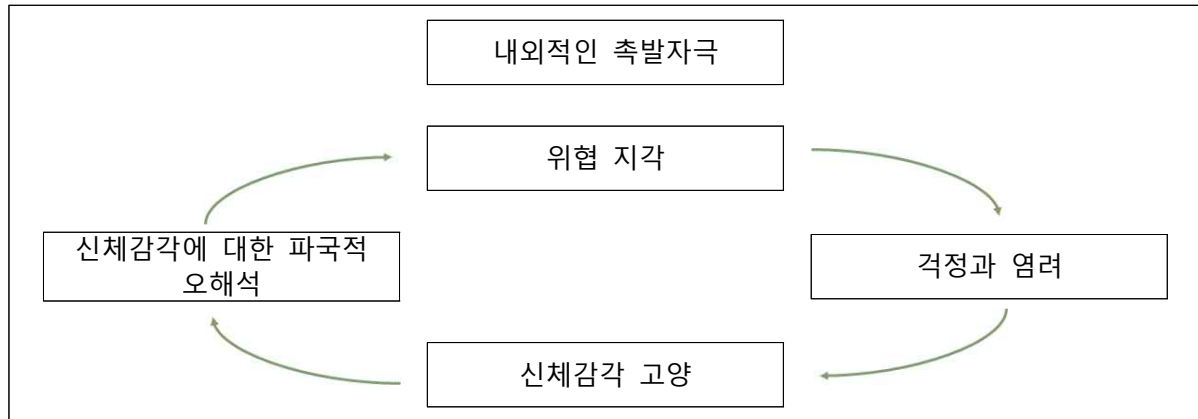 내외적인 촉발자극
위협 지각
신체감각에 대한 파국적
오해석
걱정과 염려
신체감각 고양